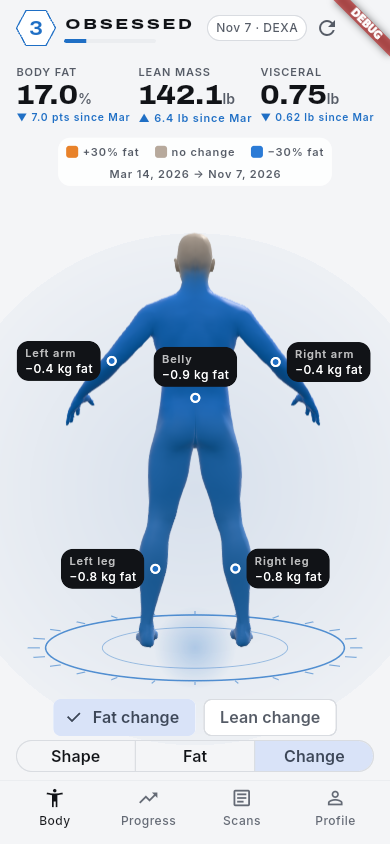 3
OBSESSED
Nov 7 · DEXA
DEBUG
BODY FAT
17.0%
▼ 7.0 pts since Mar
LEAN MASS
142.1lb
▲ 6.4 lb since Mar
VISCERAL
0.75lb
▼ 0.62 lb since Mar
+30% fat
no change
−30% fat
Mar 14, 2026 → Nov 7, 2026
Left arm
−0.4 kg fat
Belly
−0.9 kg fat
Right arm
−0.4 kg fat
Left leg
−0.8 kg fat
Right leg
−0.8 kg fat
Fat change
Lean change
Shape
Fat
Change
Body
Progress
Scans
Profile